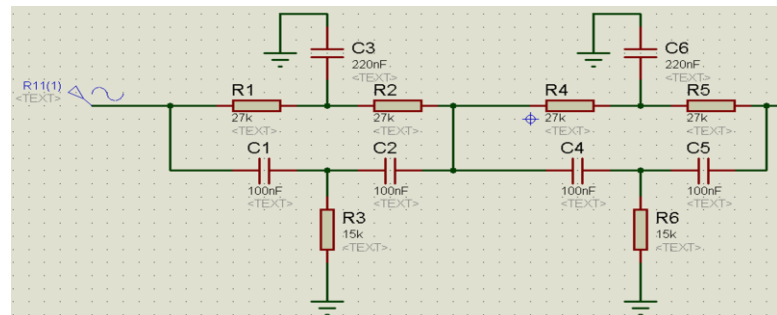 C3
220nF
<TEXT>
C6
220nF
<TEXT>
R11(1)
<TEXT>
R1
27k
<TEXT>
R2
27k
<TEXT>
R4
27k
<TEXT>
R5
27k
<TEXT>
C1
100nF
<TEXT>
C2
100nF
<TEXT>
C4
100nF
<TEXT>
C5
100nF
<TEXT>
R3
15k
<TEXT>
R6
15k
<TEXT>